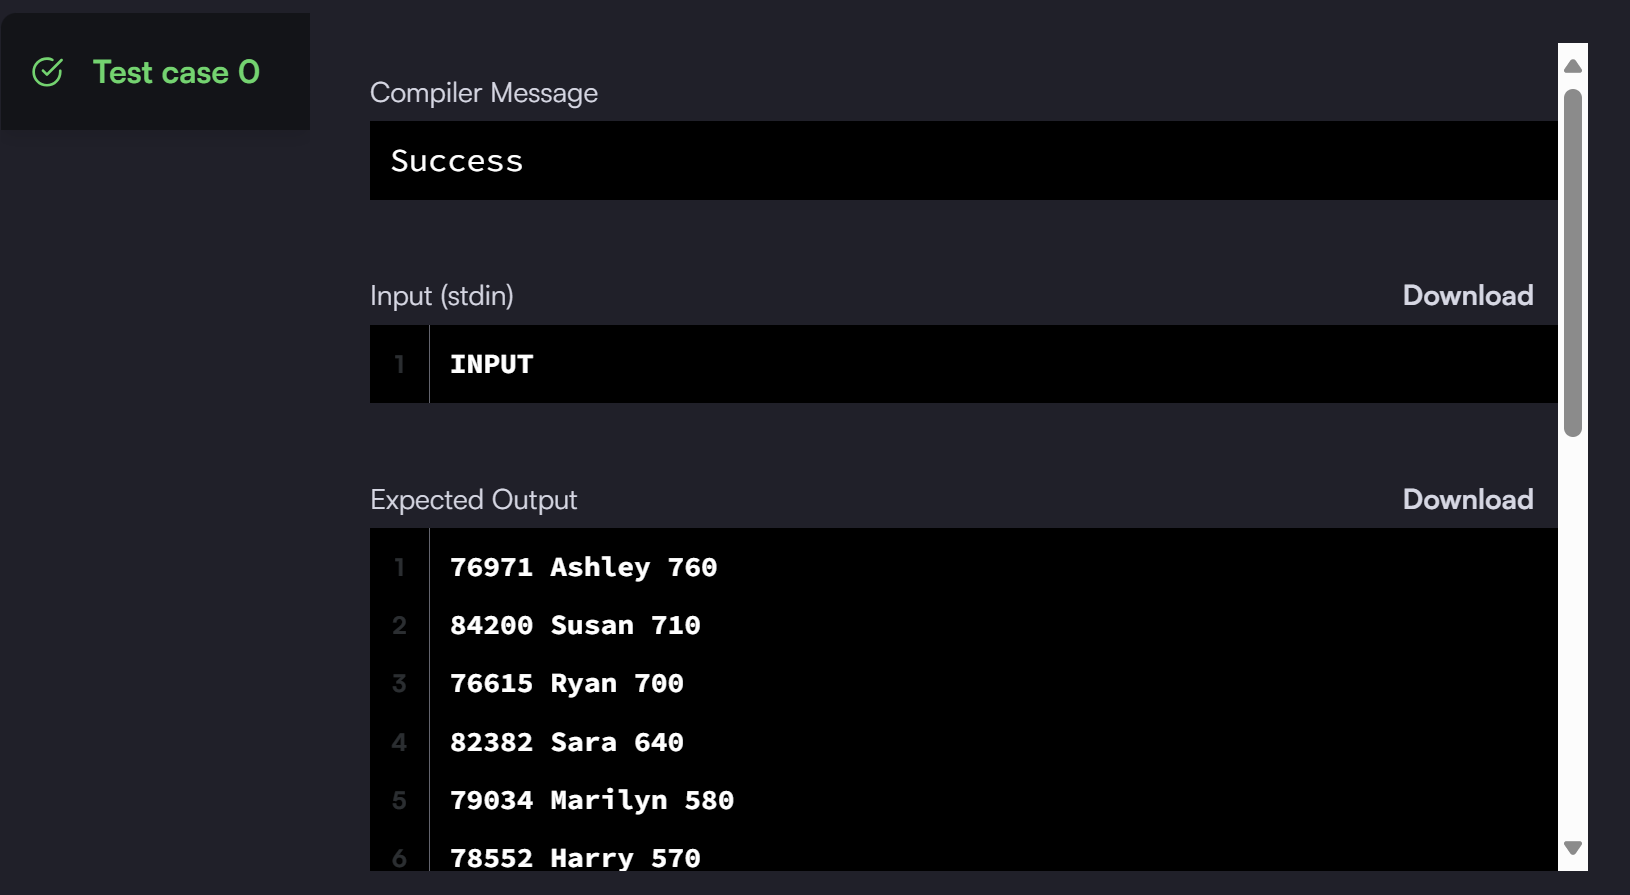 Test case 0
Compiler Message
Success
Input (stdin)
Download
1 INPUT
Expected Output
Download
1 76971 Ashley 760
2 84200 Susan 710
3 76615 Ryan 700
4 82382 Sara 640
5 79034 Marilyn 580
6 78552 Harry 570